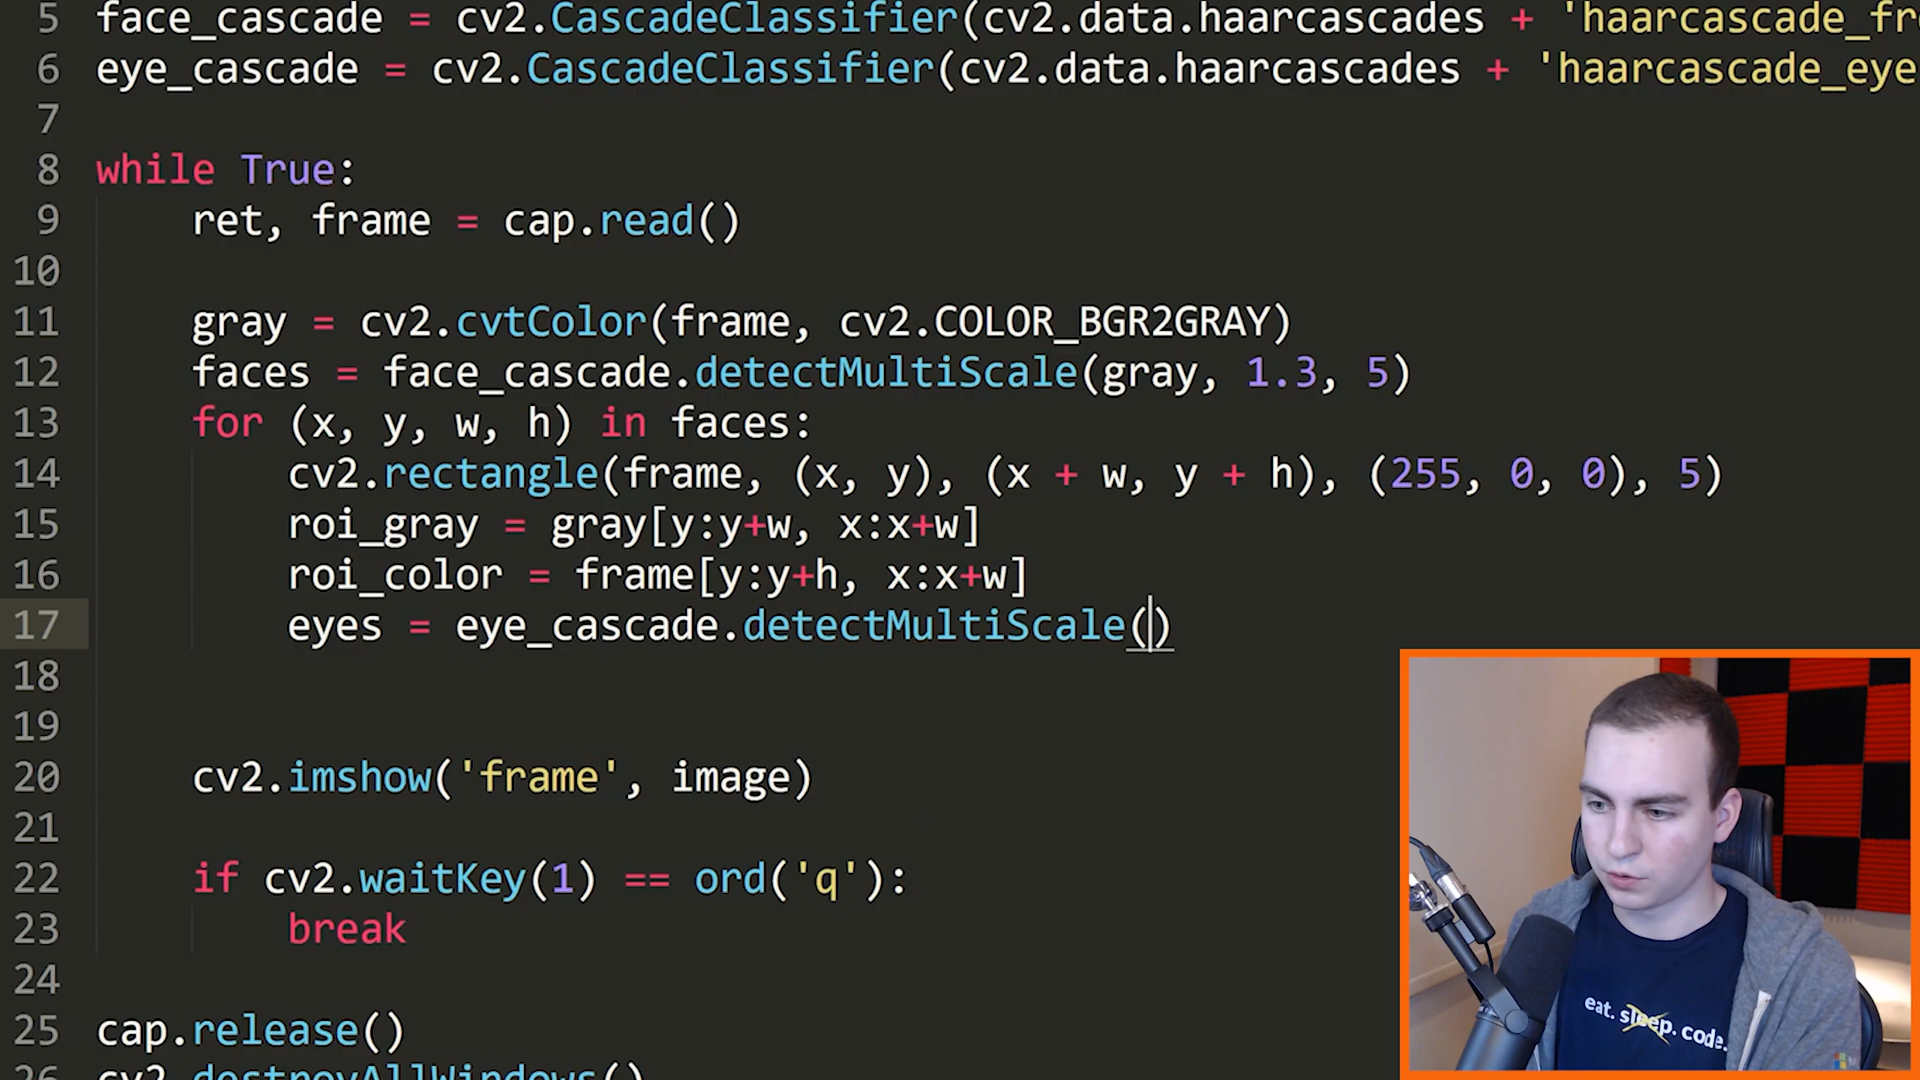 5 face_cascade = cv2.CascadeClassifier(cv2.data.haarcascades + 'haarcascade_fr
6 eye_cascade = cv2.CascadeClassifier(cv2.data.haarcascades + 'haarcascade_eye
7
8 while True:
9 ret, frame = cap.read()
10
11 gray = cv2.cvtColor(frame, cv2.COLOR_BGR2GRAY)
12 faces = face_cascade.detectMultiScale(gray, 1.3, 5)
13 for (x, y, w, h) in faces:
14 cv2.rectangle(frame, (x, y), (x + w, y + h), (255, 0, 0), 5)
15 roi_gray = gray[y:y+w, x:x+w]
16 roi_color = frame[y:y+h, x:x+w]
17 eyes = eye_cascade.detectMultiScale()
18
19
20 cv2.imshow('frame', image)
21
22 if cv2.waitKey(1) == ord('q'):
23 break
24
25 cap.release()
26 cv2.destroyAllWindows()
eat. sleep. code.